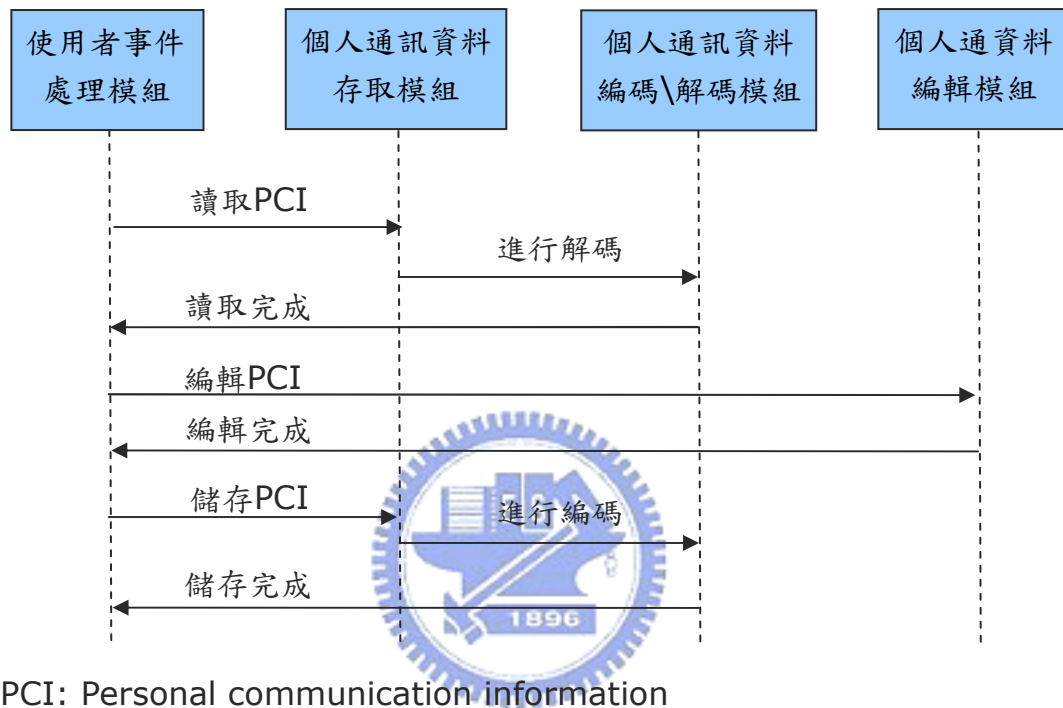 使用者事件
處理模組
個人通訊資料
存取模組
個人通訊資料
編碼\解碼模組
個人通資料
編輯模組
讀取PCI
進行解碼
讀取完成
編輯PCI
編輯完成
儲存PCI
進行編碼
儲存完成
1896
PCI: Personal communication information